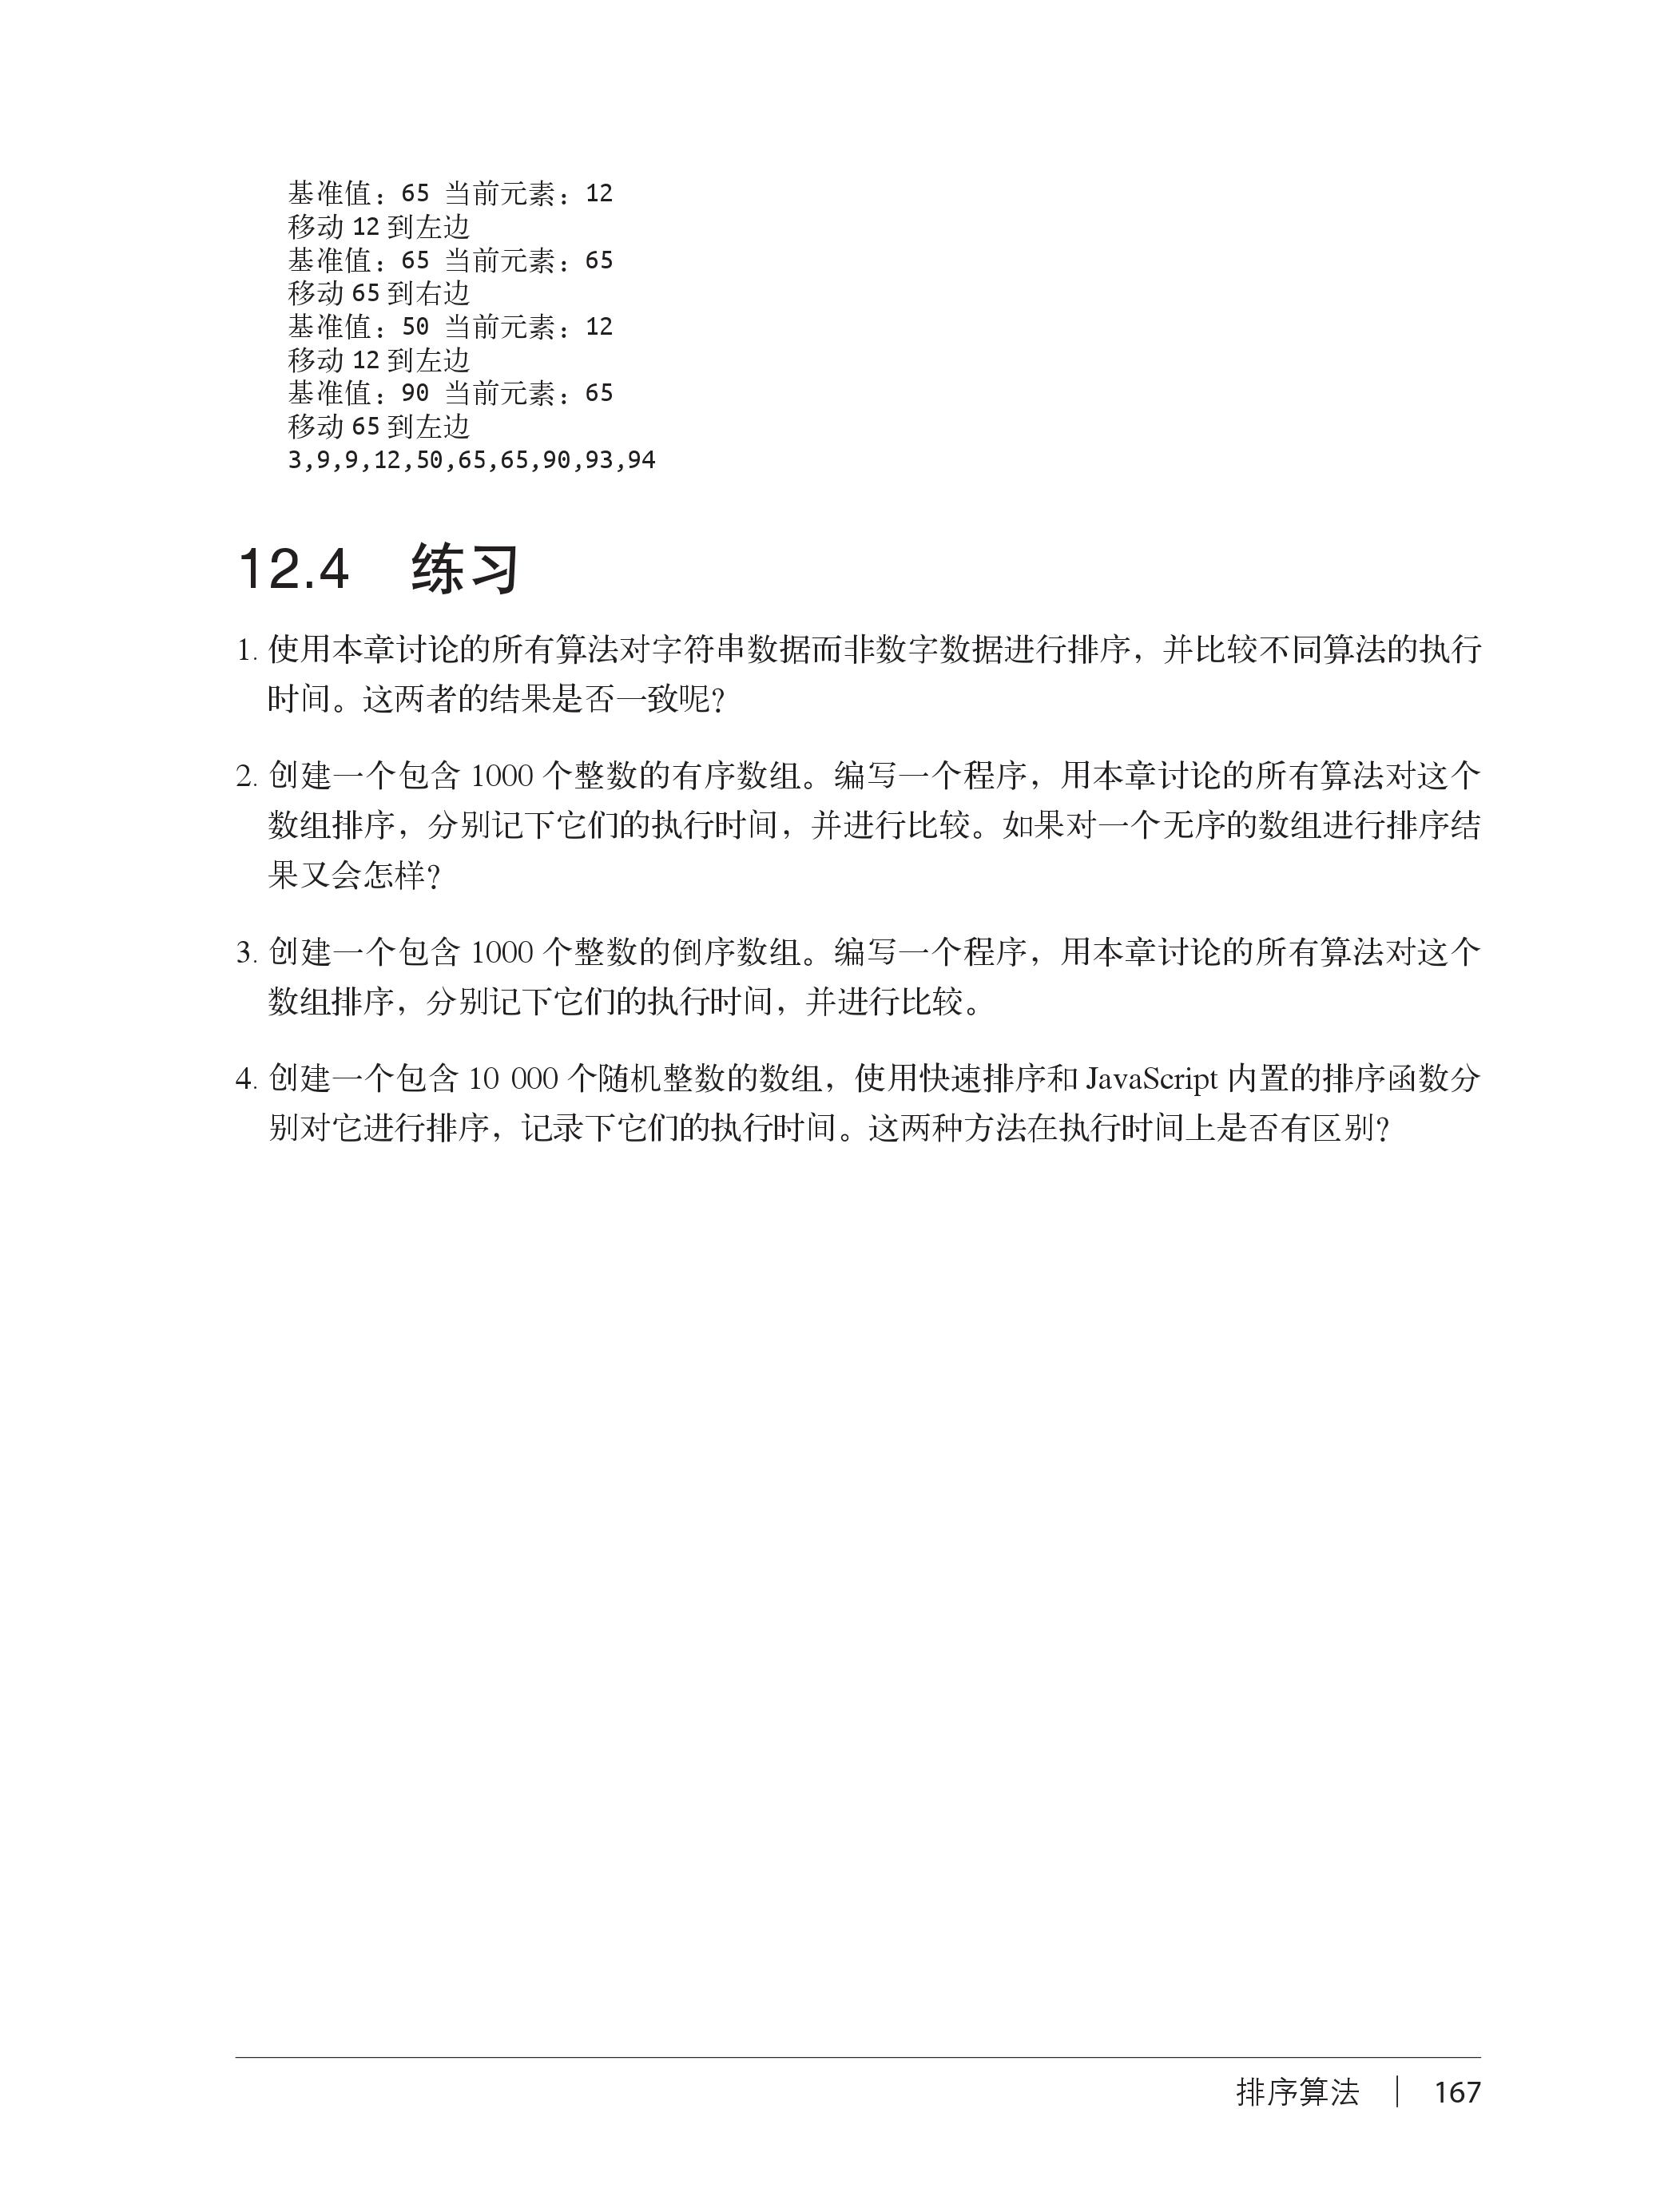 基准值：65 当前元素：12
移动 12 到左边
基准值：65 当前元素：65
移动 65 到右边
基准值：50 当前元素：12
移动 12 到左边
基准值：90 当前元素：65
移动 65 到左边
3,9,9,12,50,65,65,90,93,94
12.4 练习
1. 使用本章讨论的所有算法对字符串数据而非数字数据进行排序，并比较不同算法的执行
时间。这两者的结果是否一致呢？
2. 创建一个包含 1000 个整数的有序数组。编写一个程序，用本章讨论的所有算法对这个
数组排序，分别记下它们的执行时间，并进行比较。如果对一个无序的数组进行排序结
果又会怎样？
3. 创建一个包含 1000 个整数的倒序数组。编写一个程序，用本章讨论的所有算法对这个
数组排序，分别记下它们的执行时间，并进行比较。
4. 创建一个包含 10 000 个随机整数的数组，使用快速排序和 JavaScript 内置的排序函数分
别对它进行排序，记录下它们的执行时间。这两种方法在执行时间上是否有区别？
排序算法 | 167